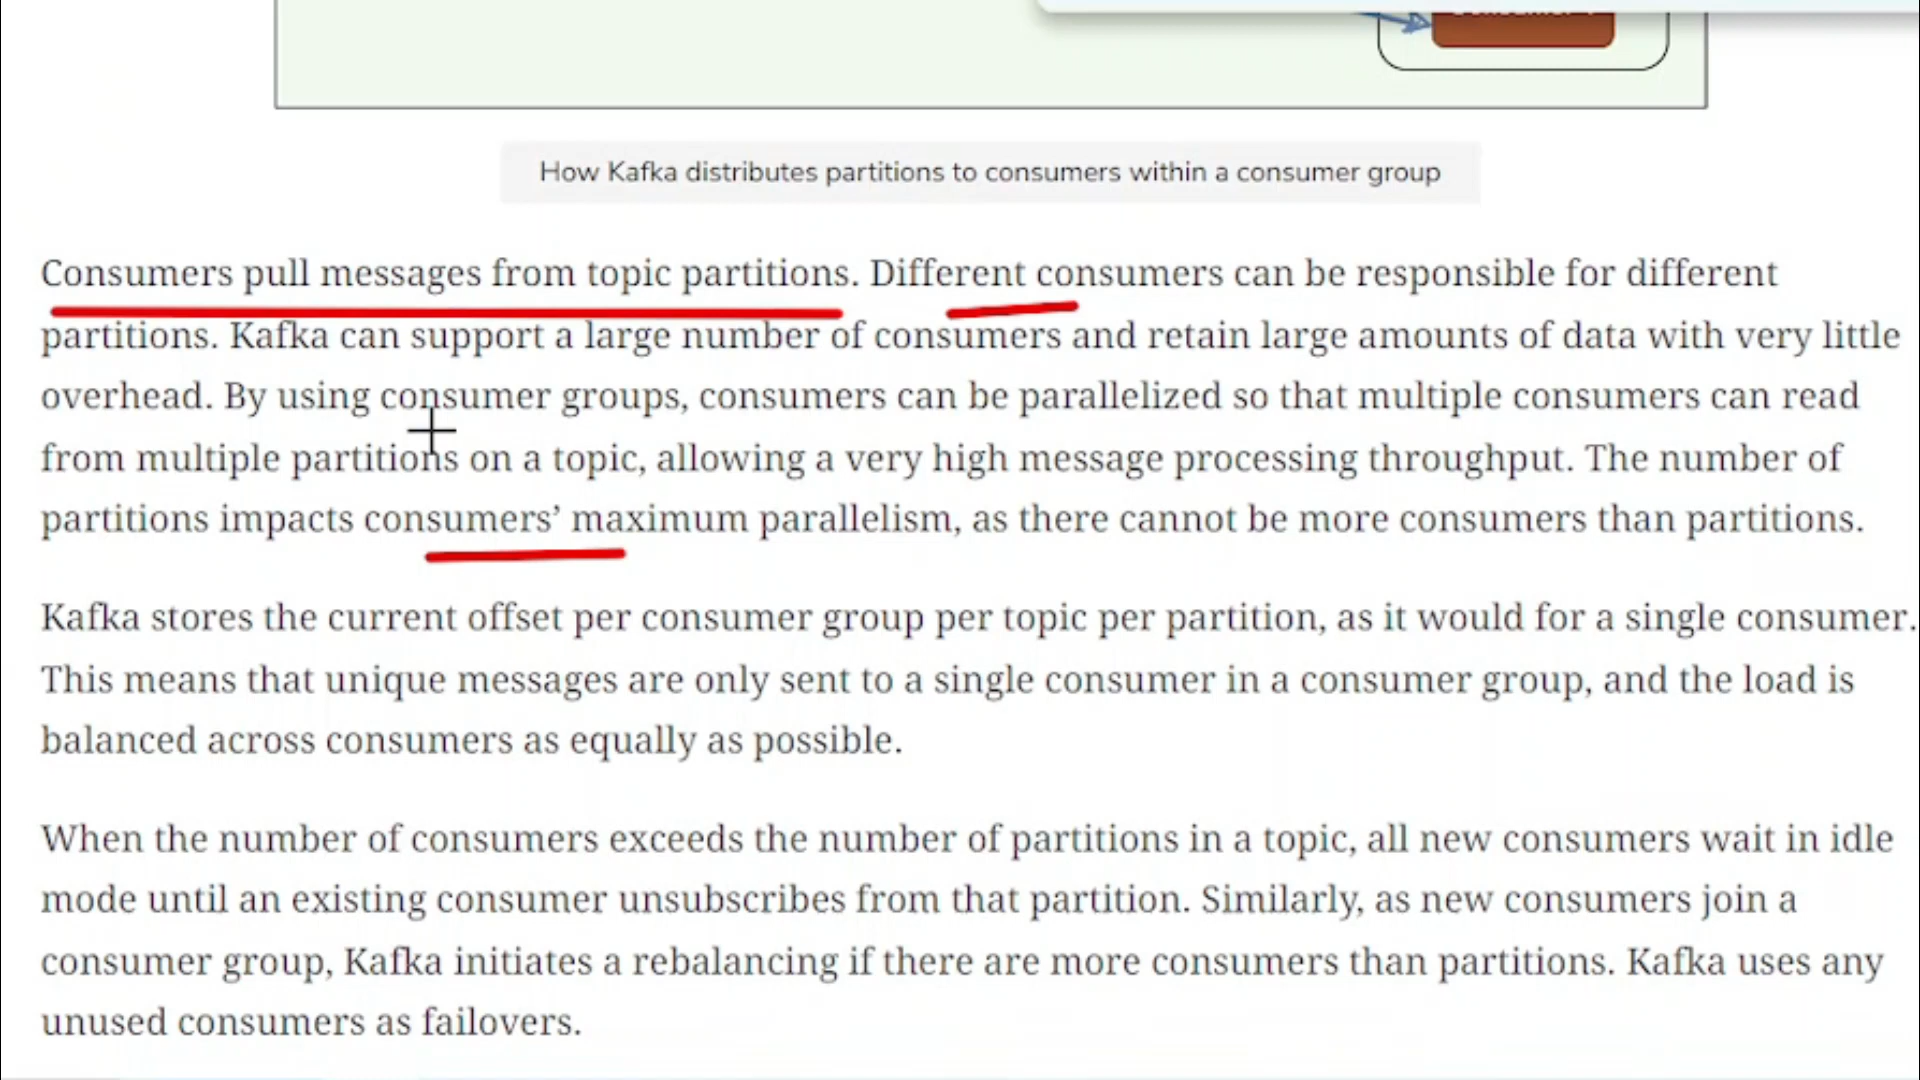 How Kafka distributes partitions to consumers within a consumer group
Consumers pull messages from topic partitions. Different consumers can be responsible for different
partitions. Kafka can support a large number of consumers and retain large amounts of data with very little
overhead. By using consumer groups, consumers can be parallelized so that multiple consumers can read
from multiple partitions on a topic, allowing a very high message processing throughput. The number of
partitions impacts consumers’ maximum parallelism, as there cannot be more consumers than partitions.
Kafka stores the current offset per consumer group per topic per partition, as it would for a single consumer.
This means that unique messages are only sent to a single consumer in a consumer group, and the load is
balanced across consumers as equally as possible.
When the number of consumers exceeds the number of partitions in a topic, all new consumers wait in idle
mode until an existing consumer unsubscribes from that partition. Similarly, as new consumers join a
consumer group, Kafka initiates a rebalancing if there are more consumers than partitions. Kafka uses any
unused consumers as failovers.